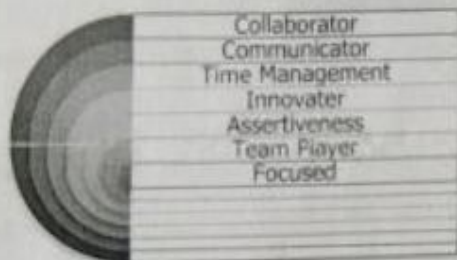 Collaborator
Communicator
Time Management
Innovater
Assertiveness
Team Player
Focused